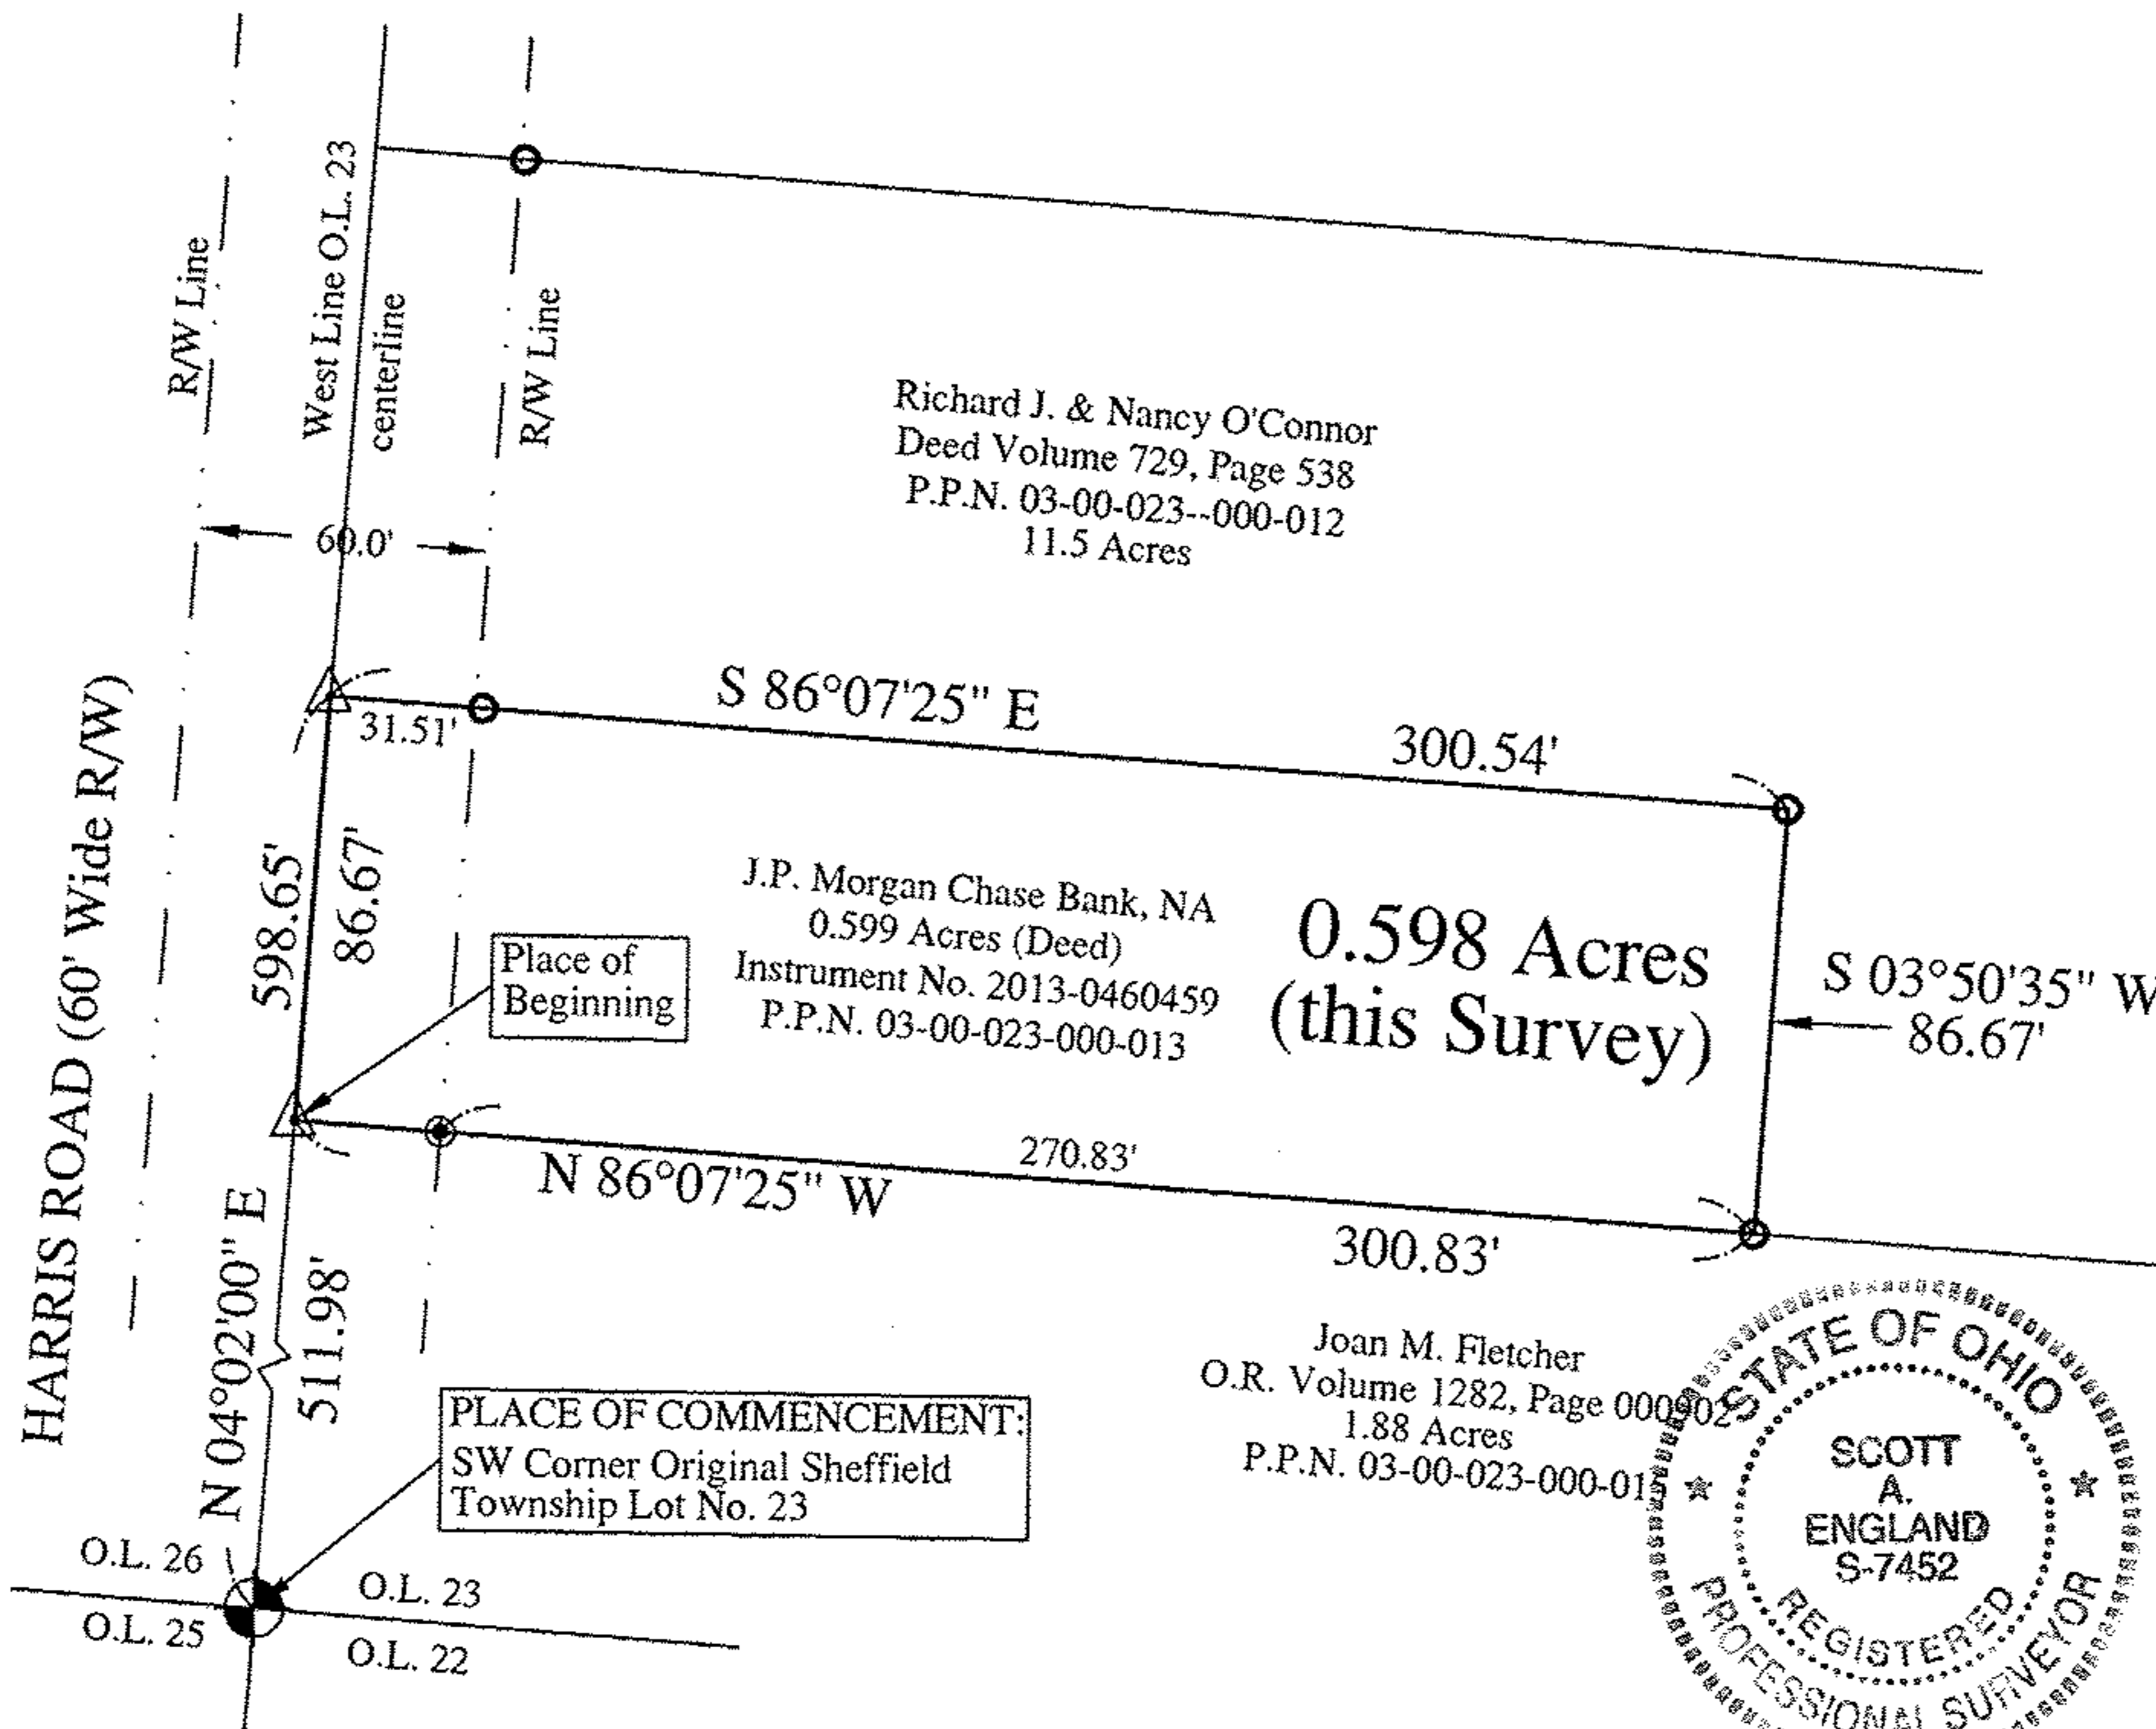 R/W Line
West Line O.L. 23
centerline
R/W Line
60.0'
Richard J. & Nancy O'Connor
Deed Volume 729, Page 538
P.P.N. 03-00-023--000-012
11.5 Acres
HARRIS ROAD (60' Wide R/W)
31.51'
S 86°07'25" E
300.54'
598.65'
86.67'
Place of
Beginning
J.P. Morgan Chase Bank, NA
0.599 Acres (Deed)
Instrument No. 2013-0460459
P.P.N. 03-00-023-000-013
0.598 Acres
(this Survey)
S 03°50'35" W
86.67'
270.83'
N 86°07'25" W
300.83'
N 04°02'00" E
511.98'
PLACE OF COMMENCEMENT:
SW Corner Original Sheffield
Township Lot No. 23
O.L. 26
O.L. 23
O.L. 25
O.L. 22
Joan M. Fletcher
O.R. Volume 1282, Page 000902
1.88 Acres
P.P.N. 03-00-023-000-015
STATE OF OHIO
SCOTT
A.
ENGLAND
S-7452
REGISTERED
PROFESSIONAL SURVEYOR